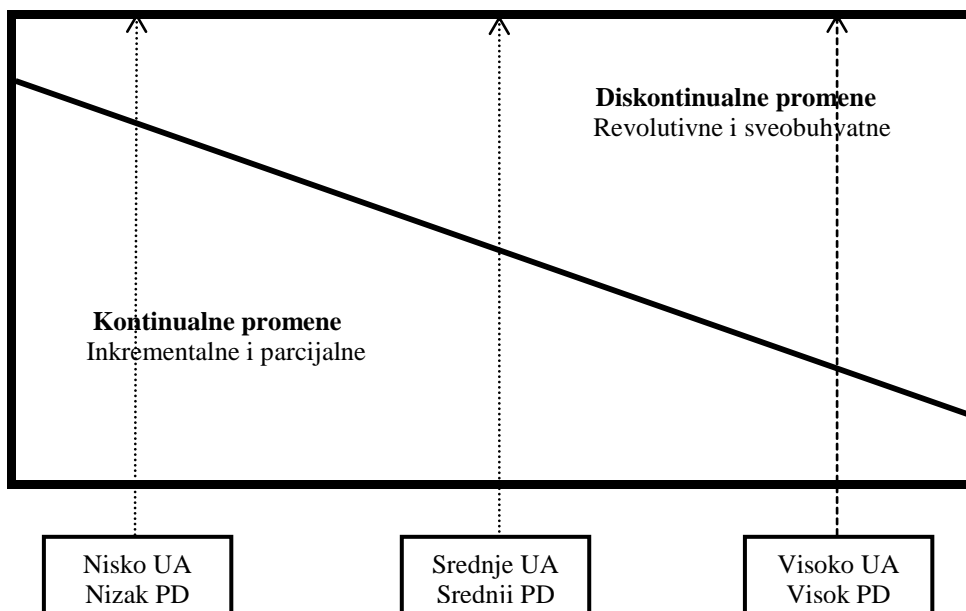 Diskontinualne promene
Revolutivne i sveobuhvatne
Kontinualne promene
Inkrementalne i parcijalne
Nisko UA
Nizak PD
Srednje UA
Srednji PD
Visoko UA
Visok PD